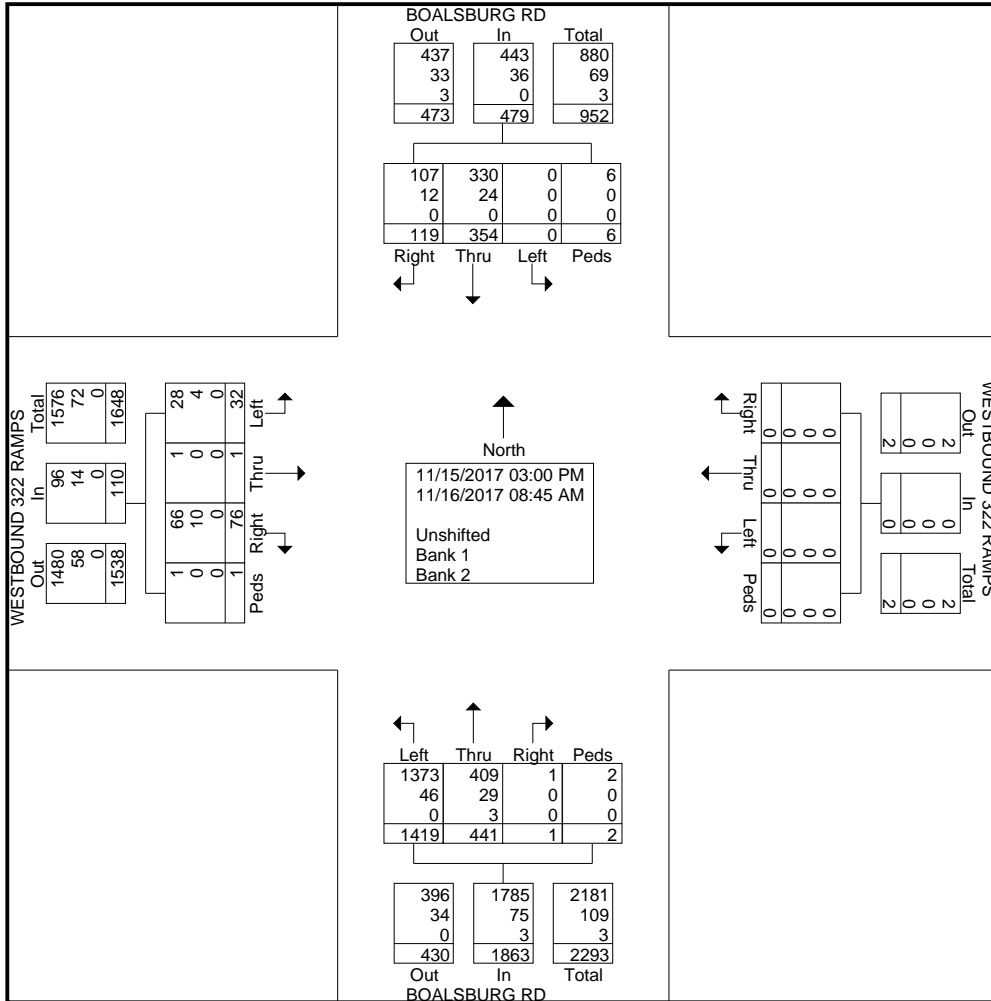 BOALSBURG RD
Out In Total
437 443 880
33 36 69
3 0 3
473 479 952
107 330 0 6
12 24 0 0
0 0 0 0
119 354 0 6
Right Thru Left Peds
WESTBOUND 322 RAMPS
Total
1576
72
0
1648
In
96
14
0
110
Out
1480
58
0
1538
Left
28
4
0
32
Thru
1
0
0
1
Right
66
10
0
76
Peds
1
0
0
1
North
11/15/2017 03:00 PM
11/16/2017 08:45 AM
Unshifted
Bank 1
Bank 2
Right
0
0
0
0
Thru
0
0
0
0
Left
0
0
0
0
Peds
0
0
0
0
WESTBOUND 322 RAMPS
Out
2
0
0
2
In
0
0
0
0
Total
2
0
0
2
Left Thru Right Peds
1373 409 1 2
46 29 0 0
0 3 0 0
1419 441 1 2
396 1785 2181
34 75 109
0 3 3
430 1863 2293
Out In Total
BOALSBURG RD